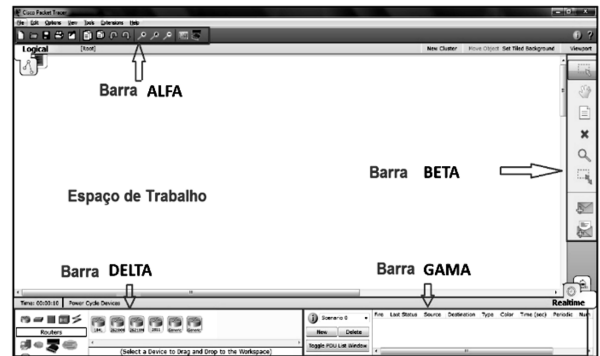 Cisco Packet Tracer
File Edit Options View Tools Extensions Help
Logical [Root] New Cluster Move Object Set Tiled Background Viewport
Barra ALFA
Barra BETA
Espaço de Trabalho
Barra DELTA
Barra GAMA
Time: 00:00:10 Power Cycle Devices Realtime
Scenario 0 Fire Last Status Source Destination Type Color Time (sec) Periodic Num
New Delete
Routers
Toggle PDU List Window
(Select a Device to Drag and Drop to the Workspace)